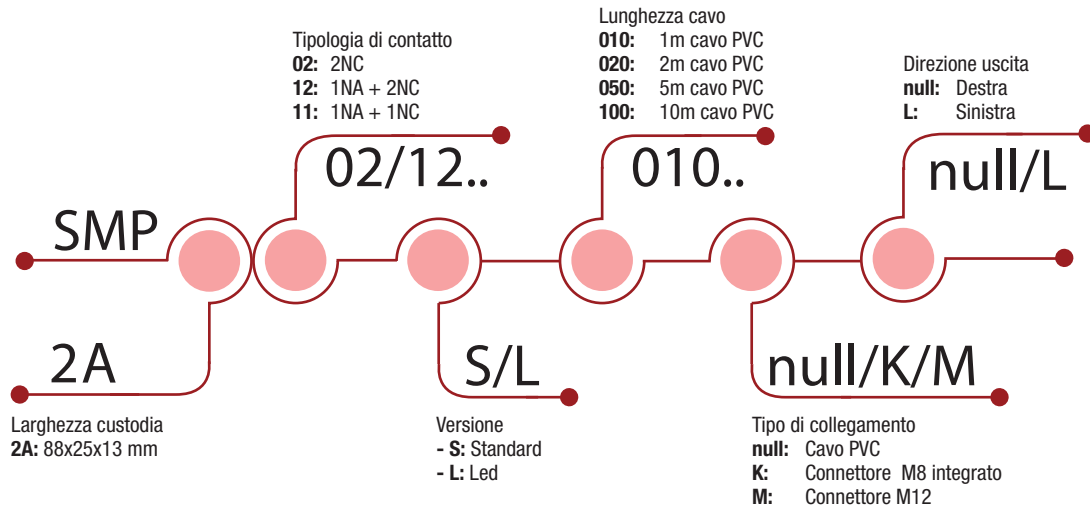 Tipologia di contatto
02: 2NC
12: 1NA + 2NC
11: 1NA + 1NC
Lunghezza cavo
010: 1m cavo PVC
020: 2m cavo PVC
050: 5m cavo PVC
100: 10m cavo PVC
Direzione uscita
null: Destra
L: Sinistra
02/12..
010..
null/L
SMP
2A
S/L
null/K/M
Larghezza custodia
2A: 88x25x13 mm
Versione
- S: Standard
- L: Led
Tipo di collegamento
null: Cavo PVC
K: Connettore M8 integrato
M: Connettore M12